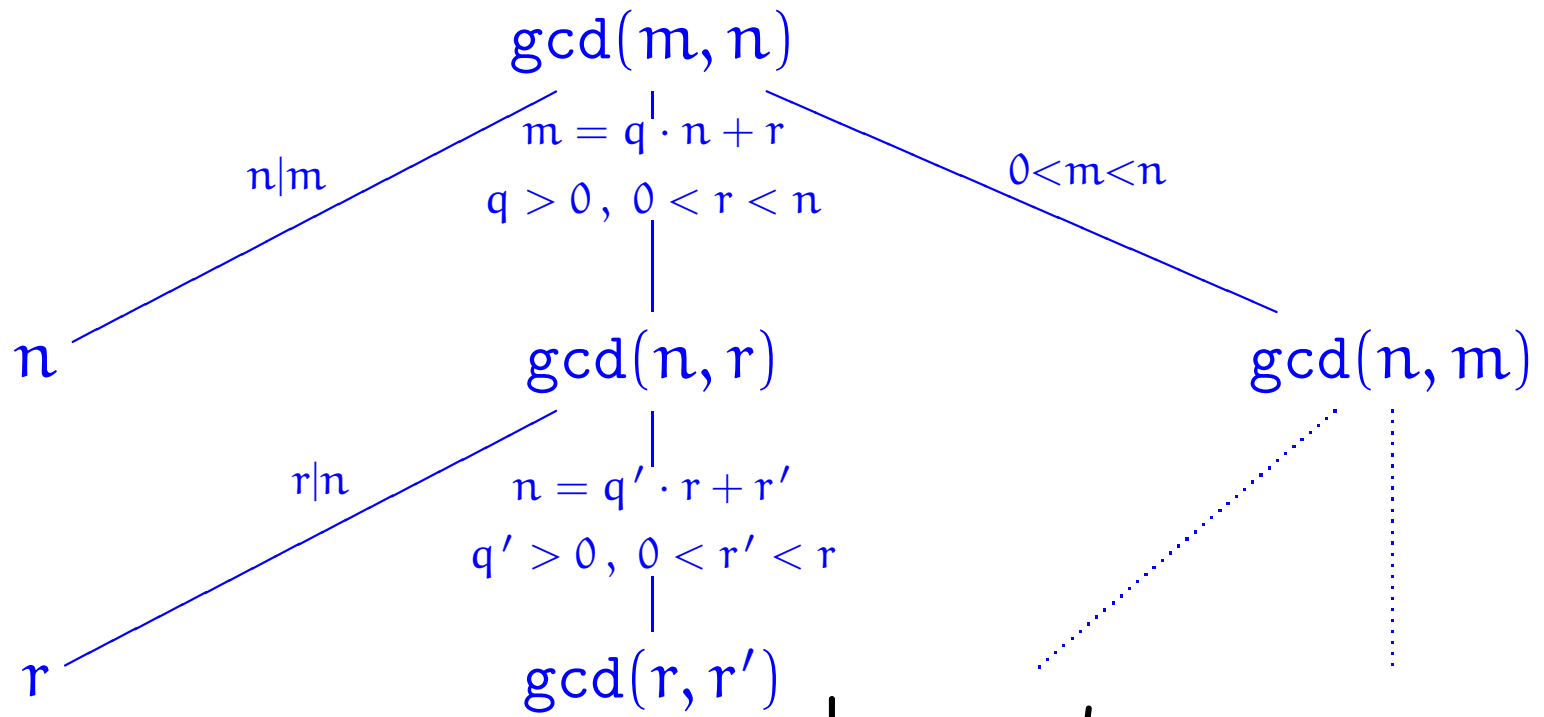 gcd(m, n)
m = q · n + r
n|m
0<m<n
q > 0 , 0 < r < n
n
gcd(n, r)
gcd(n, m)
r|n
n = q′ · r + r′
q′ > 0 , 0 < r′ < r
r
gcd(r, r′)